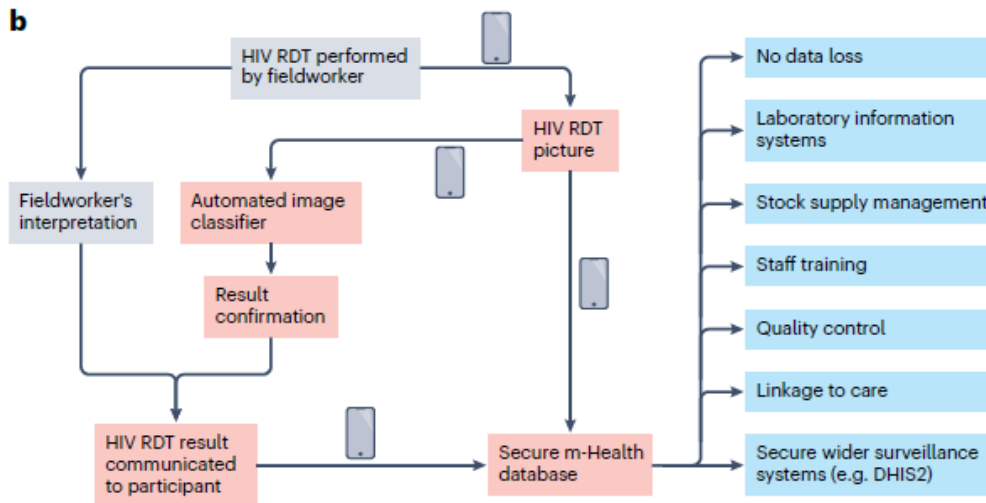 b
HIV RDT performed
by fieldworker
No data loss
HIV RDT
picture
Laboratory information
systems
Fieldworker's
interpretation
Automated image
classifier
Stock supply management
Staff training
Result
confirmation
Quality control
Linkage to care
HIV RDT result
communicated
to participant
Secure m-Health
database
Secure wider surveillance
systems (e.g. DHIS2)